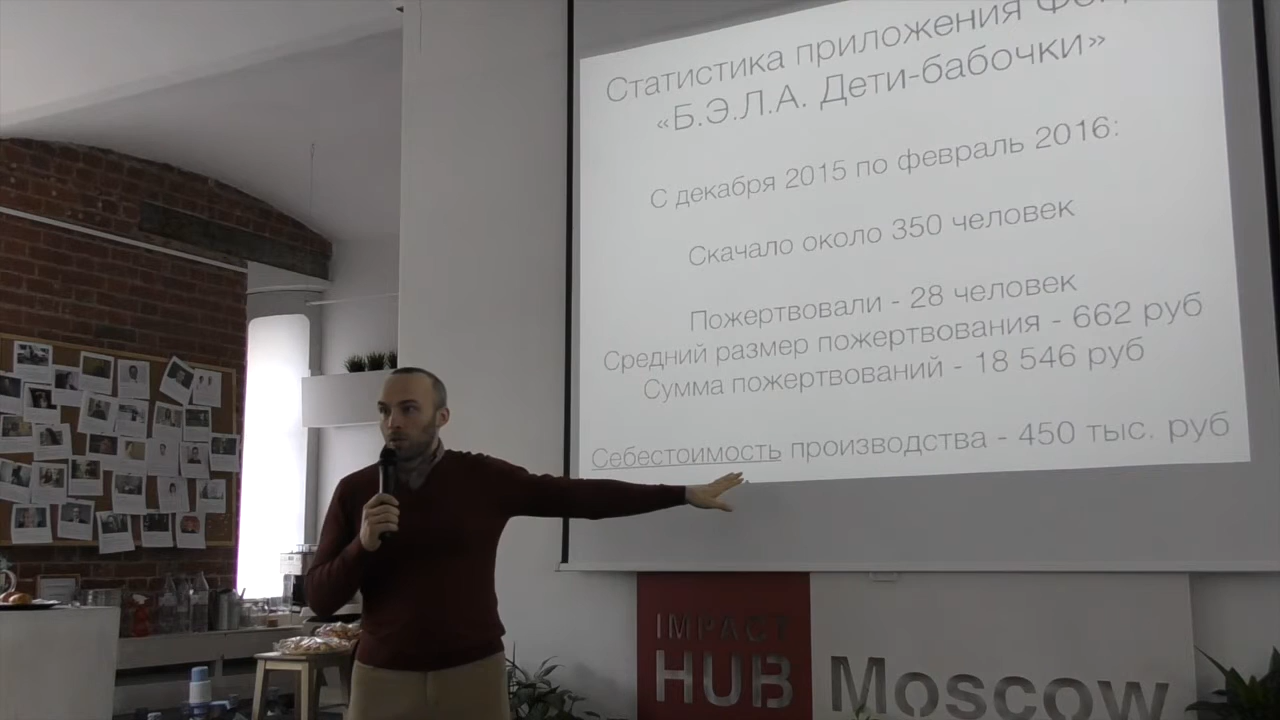 Статистика приложения
«Б.Э.Л.А. Дети-бабочки»
С декабря 2015 по февраль 2016:
Скачало около 350 человек
Пожертвовали - 28 человек
Средний размер пожертвования - 662 руб
Сумма пожертвований - 18 546 руб
Себестоимость производства - 450 тыс. руб
IMPACT
HUB
Moscow